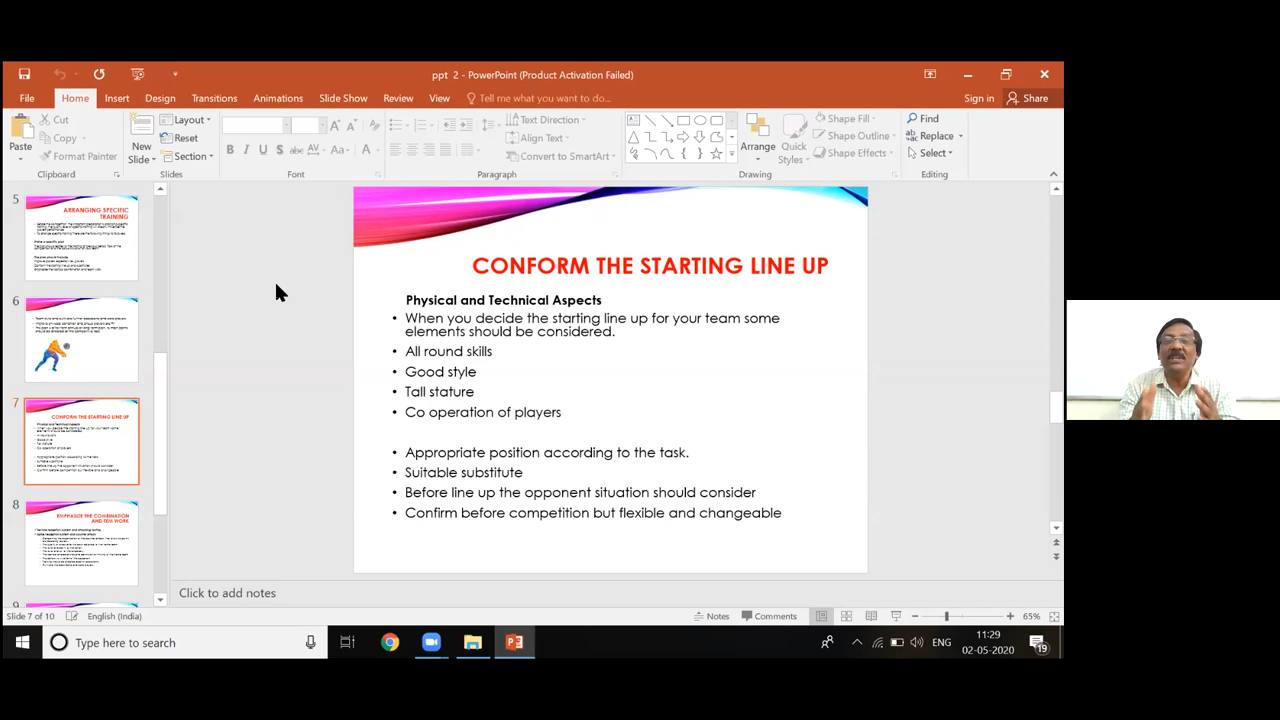 ppt 2 - PowerPoint (Product Activation Failed)
File Home Insert Design Transitions Animations Slide Show Review View Tell me what you want to do... Sign in Share
Paste
Cut
Copy
Format Painter
Clipboard
New
Slide
Layout
Reset
Section
Slides
B I U S abc AV Aa A
Font
Text Direction
Align Text
Convert to SmartArt
Paragraph
Arrange
Quick
Styles
Shape Fill
Shape Outline
Shape Effects
Drawing
Find
Replace
Select
Editing
5
ARRANGING SPECIFIC
TRAINING
6
7
CONFORM THE STARTING LINE UP
8
EMPHASIZE THE COMBINATION
AND TEM WORK
9
CONFORM THE STARTING LINE UP
Physical and Technical Aspects
• When you decide the starting line up for your team some
elements should be considered.
• All round skills
• Good style
• Tall stature
• Co operation of players
• Appropriate position according to the task.
• Suitable substitute
• Before line up the opponent situation should consider
• Confirm before competition but flexible and changeable
Click to add notes
Slide 7 of 10 English (India) Notes Comments 65%
Type here to search
ENG
11:29
02-05-2020
19